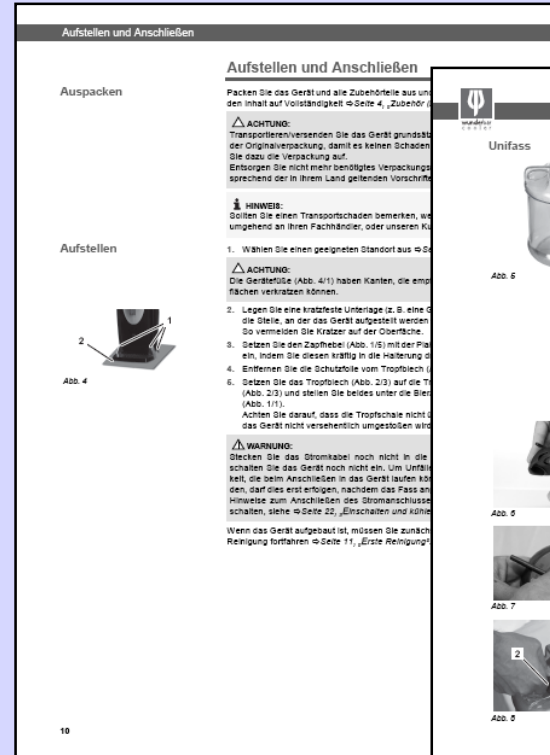 Aufstellen und Anschließen
Aufstellen und Anschließen
Auspacken
Packen Sie das Gerät und alle Zubehörteile aus und
den Inhalt auf Vollständigkeit ⇨Seite 4, „Zubehör
ACHTUNG:
Transportieren/versenden Sie das Gerät grundsätz
der Originalverpackung, damit es keinen Schaden
Sie dazu die Verpackung auf.
Entsorgen Sie nicht mehr benötigtes Verpackungs
sprechend der in Ihrem Land geltenden Vorschrifte
HINWEIS:
Sollten Sie einen Transportschaden bemerken, we
umgehend an Ihren Fachhändler, oder unseren Ku
Aufstellen
1. Wählen Sie einen geeigneten Standort aus ⇨Se
ACHTUNG:
Die Gerätefüße (Abb. 4/1) haben Kanten, die emp
flächen verkratzen können.
2. Legen Sie eine kratzfeste Unterlage (z. B. eine G
die Stelle, an der das Gerät aufgestellt werden
So vermeiden Sie Kratzer auf der Oberfläche.
3. Setzen Sie den Zapfhebel (Abb. 1/5) mit der Pla
ein, indem Sie diesen kräftig in die Halterung d
4. Entfernen Sie die Schutzfolie vom Tropfblech (
5. Setzen Sie das Tropfblech (Abb. 2/3) auf die Tr
(Abb. 2/3) und stellen Sie beides unter die Bier
(Abb. 1/1).
Achten Sie darauf, dass die Tropfschale nicht ü
das Gerät nicht versehentlich umgestoßen wird
1
2
Abb. 4
WARNUNG:
Stecken Sie das Stromkabel noch nicht in die
schalten Sie das Gerät noch nicht ein. Um Unfälle
keit, die beim Anschließen in das Gerät laufen kön
den, darf dies erst erfolgen, nachdem das Fass an
Hinweise zum Anschließen des Stromanschlusse
schalten, siehe ⇨Seite 22, „Einschalten und kühle
Wenn das Gerät aufgebaut ist, müssen Sie zunäch
Reinigung fortfahren ⇨Seite 11, „Erste Reinigung“
10
wunderbar
cooler
Unifass
Abb. 5
Abb. 6
Abb. 7
2
Abb. 8